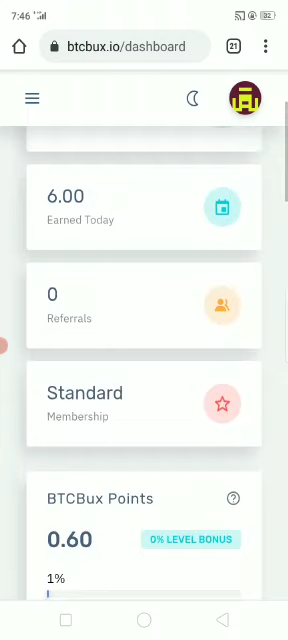 7:46
82
btcbux.io/dashboard
21
6.00
Earned Today
0
Referrals
Standard
Membership
BTCBux Points
0.60
0% LEVEL BONUS
1%